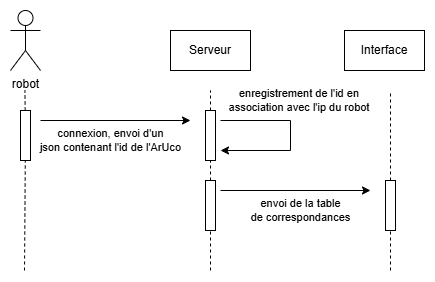 robot
Serveur
Interface
enregistrement de l'id en
association avec l'ip du robot
connexion, envoi d'un
json contenant l'id de l'ArUco
envoi de la table
de correspondances